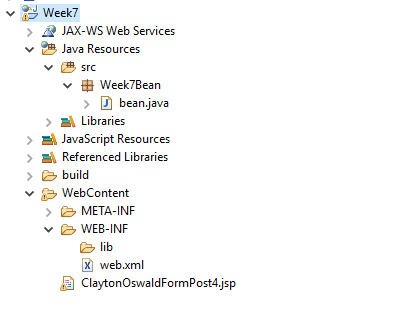 Week7
JAX-WS Web Services
Java Resources
src
Week7Bean
bean.java
Libraries
JavaScript Resources
Referenced Libraries
build
WebContent
META-INF
WEB-INF
lib
web.xml
ClaytonOswaldFormPost4.jsp